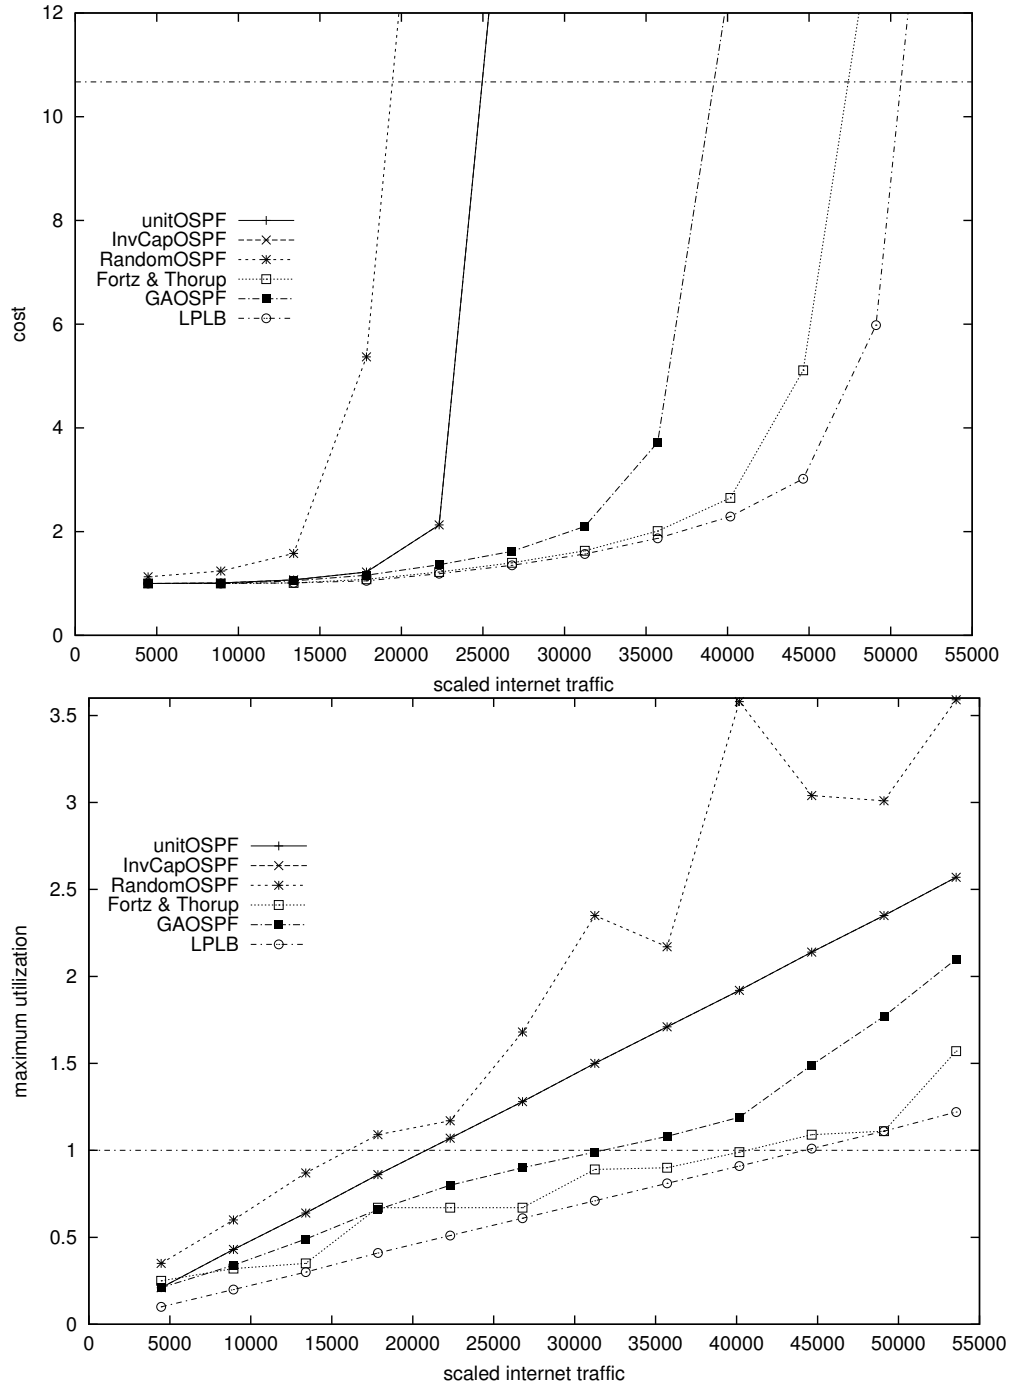 12
10
8
6
4
2
0
cost
unitOSPF
InvCapOSPF
RandomOSPF
Fortz & Thorup
GAOSPF
LPLB
0 5000 10000 15000 20000 25000 30000 35000 40000 45000 50000 55000
scaled internet traffic
3.5
3
2.5
2
1.5
1
0.5
0
maximum utilization
unitOSPF
InvCapOSPF
RandomOSPF
Fortz & Thorup
GAOSPF
LPLB
0 5000 10000 15000 20000 25000 30000 35000 40000 45000 50000 55000
scaled internet traffic